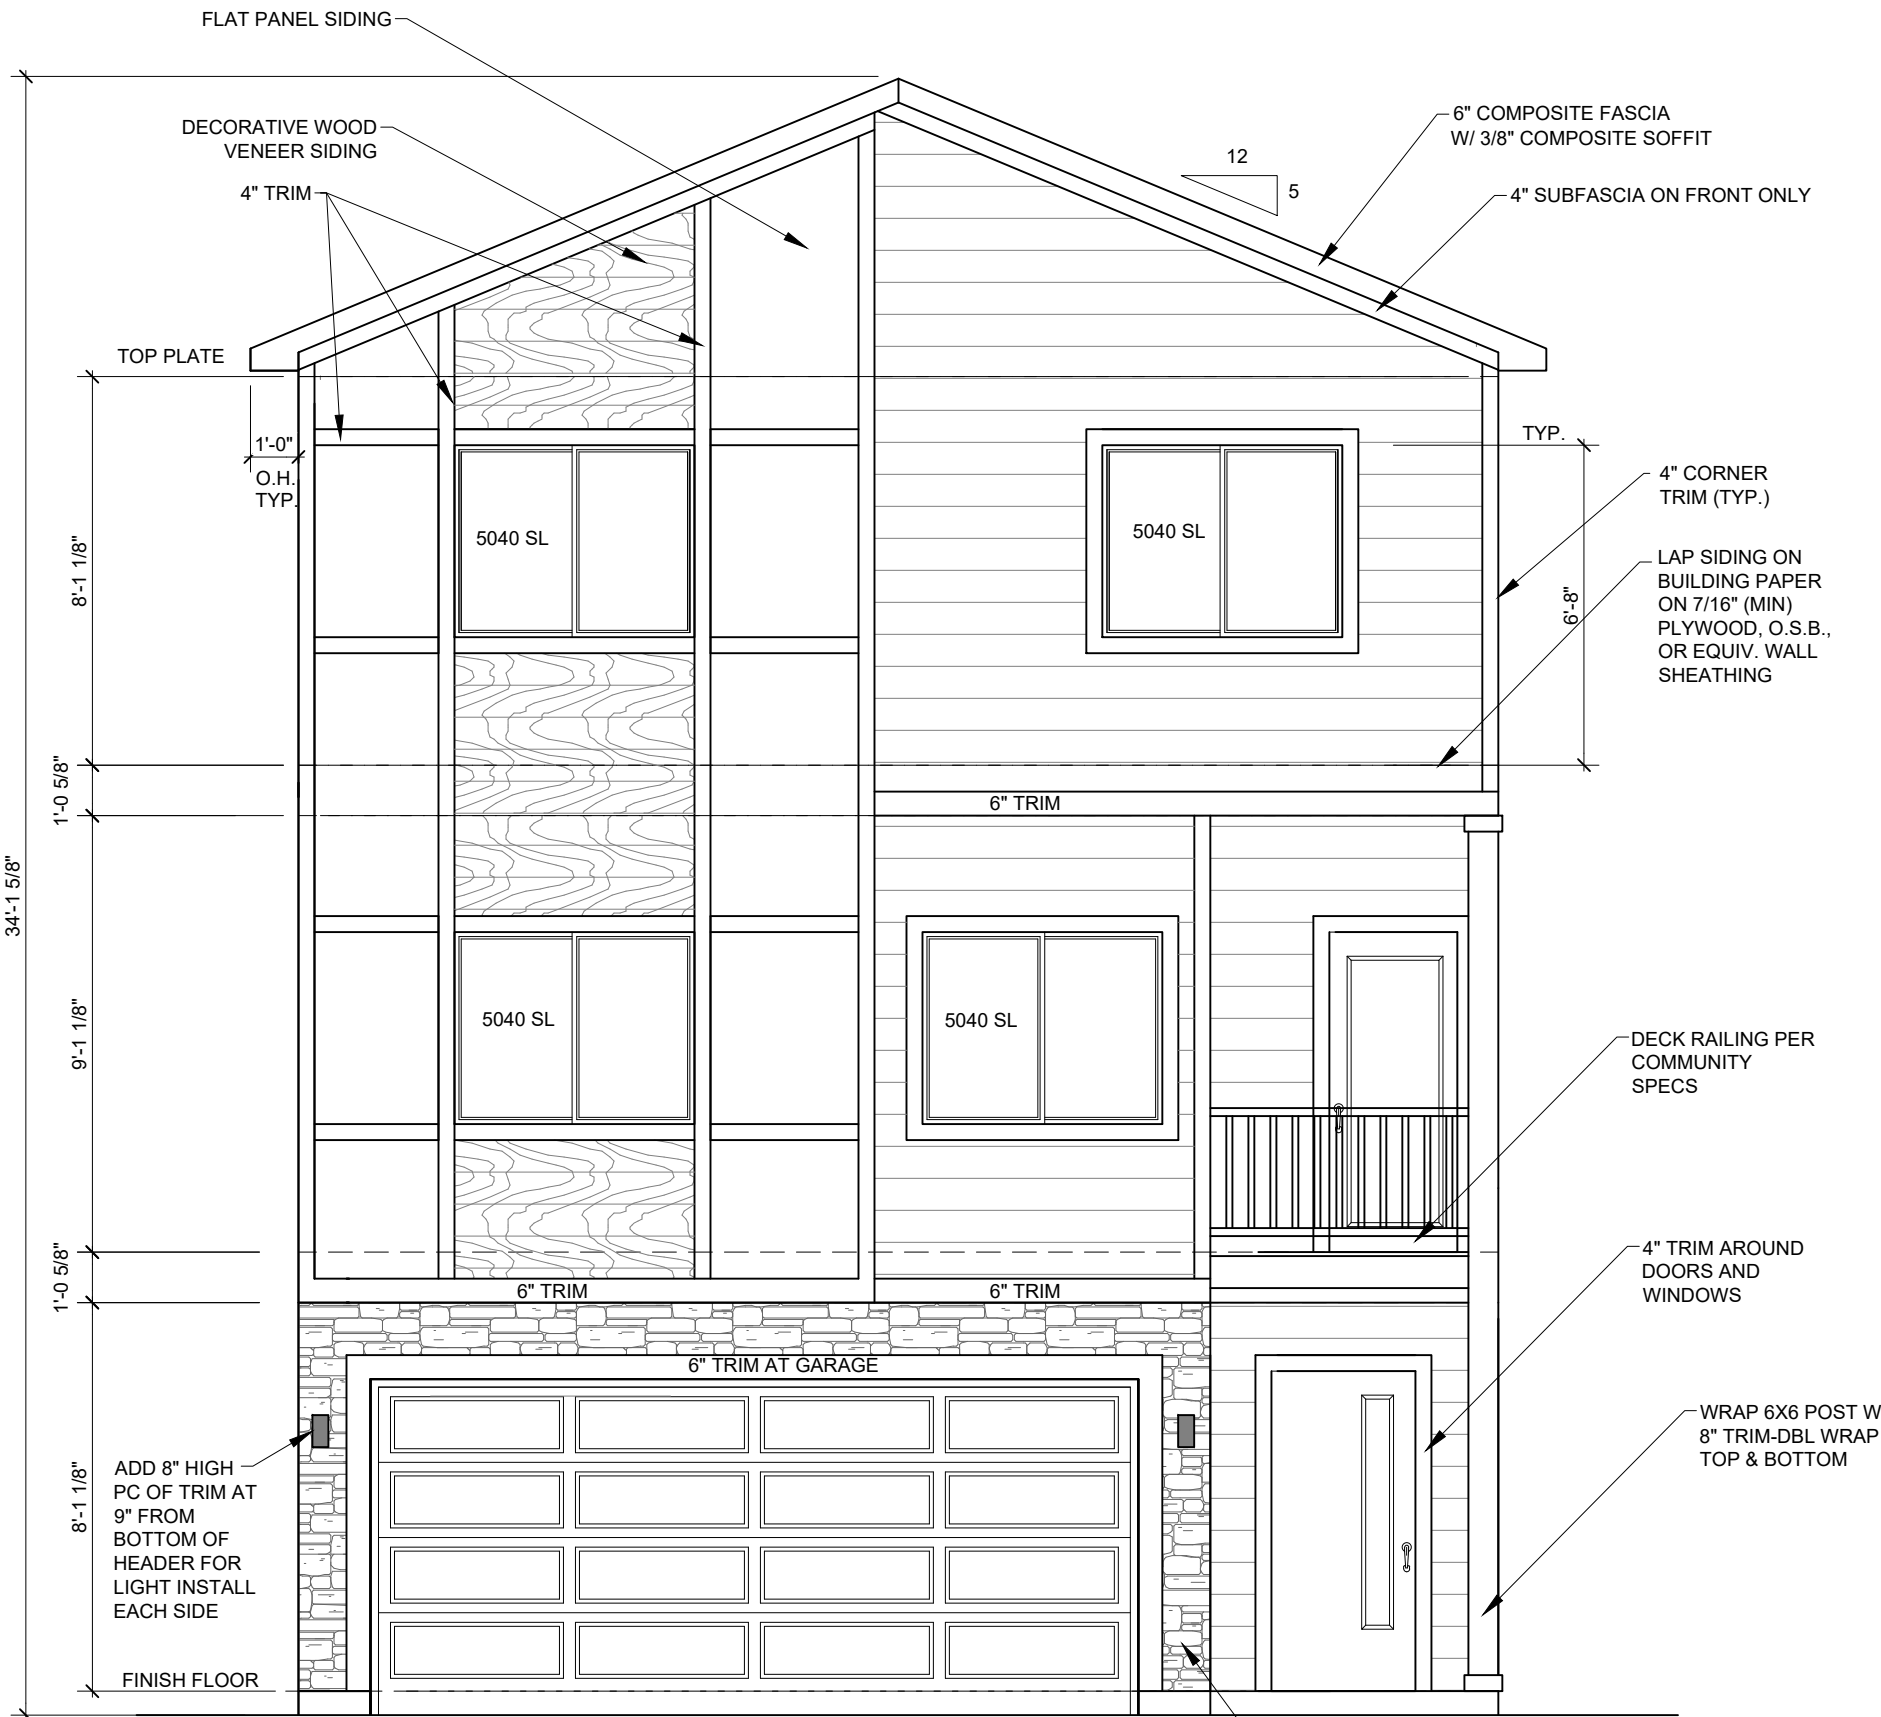 FLAT PANEL SIDING
DECORATIVE WOOD
VENEER SIDING
4" TRIM
6" COMPOSITE FASCIA
W/ 3/8" COMPOSITE SOFFIT
12
5
4" SUBFASCIA ON FRONT ONLY
TOP PLATE
1'-0"
O.H.
TYP.
TYP.
4" CORNER
TRIM (TYP.)
5040 SL
5040 SL
8'-1 1/8"
6'-8"
LAP SIDING ON
BUILDING PAPER
ON 7/16" (MIN)
PLYWOOD, O.S.B.,
OR EQUIV. WALL
SHEATHING
1'-0 5/8"
6" TRIM
34'-1 5/8"
9'-1 1/8"
5040 SL
5040 SL
DECK RAILING PER
COMMUNITY
SPECS
1'-0 5/8"
6" TRIM
6" TRIM
4" TRIM AROUND
DOORS AND
WINDOWS
6" TRIM AT GARAGE
8'-1 1/8"
ADD 8" HIGH
PC OF TRIM AT
9" FROM
BOTTOM OF
HEADER FOR
LIGHT INSTALL
EACH SIDE
WRAP 6X6 POST W
8" TRIM-DBL WRAP
TOP & BOTTOM
FINISH FLOOR